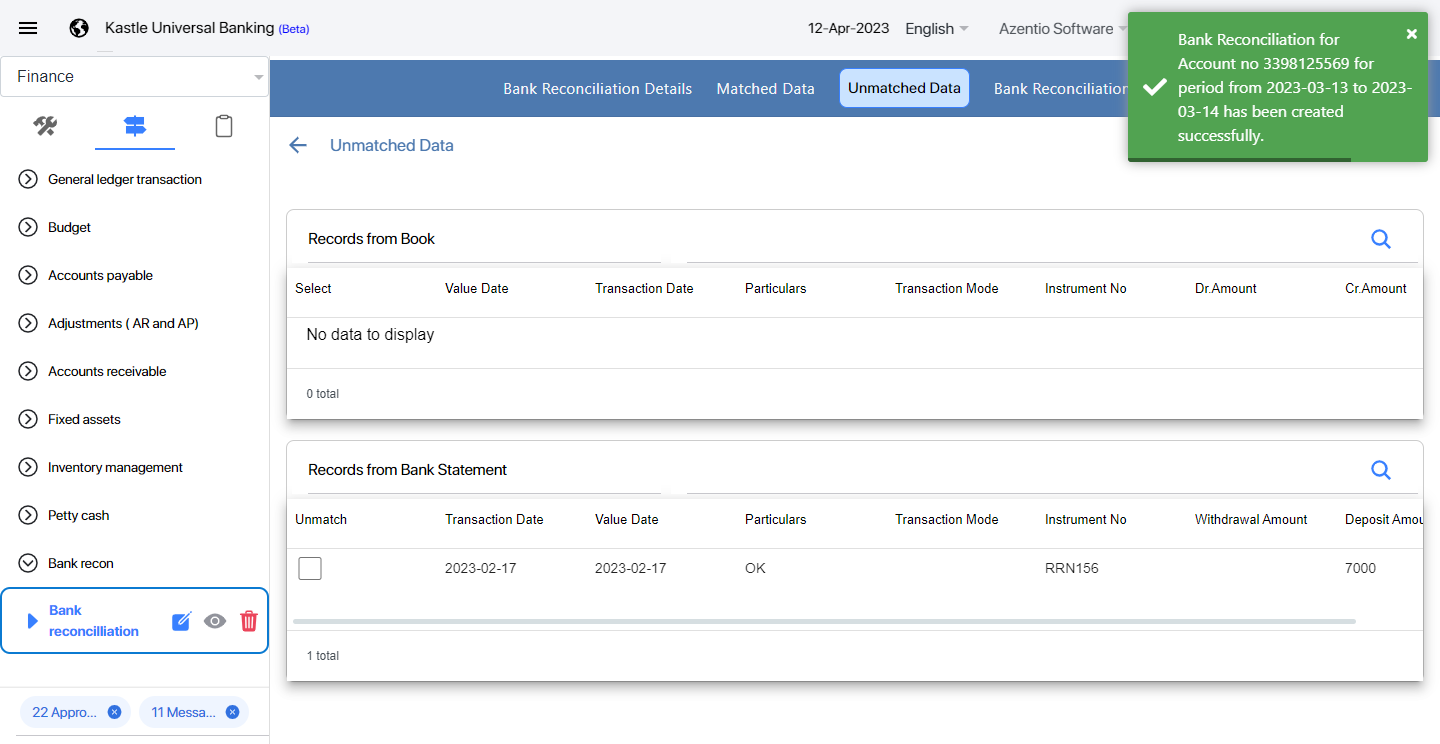 Kastle Universal Banking (Beta)
12-Apr-2023
English
Azentio Software
Bank Reconciliation for
Account no 3398125569 for
period from 2023-03-13 to 2023-
03-14 has been created
successfully.
Finance
Bank Reconciliation Details
Matched Data
Unmatched Data
Bank Reconciliation
Unmatched Data
General ledger transaction
Budget
Accounts payable
Adjustments ( AR and AP)
Accounts receivable
Fixed assets
Inventory management
Petty cash
Bank recon
Bank
reconcilliation
22 Appro...
11 Messa...
Records from Book
Select Value Date Transaction Date Particulars Transaction Mode Instrument No Dr.Amount Cr.Amount
No data to display
0 total
Records from Bank Statement
Unmatch Transaction Date Value Date Particulars Transaction Mode Instrument No Withdrawal Amount Deposit Amou
2023-02-17 2023-02-17 OK RRN156 7000
1 total